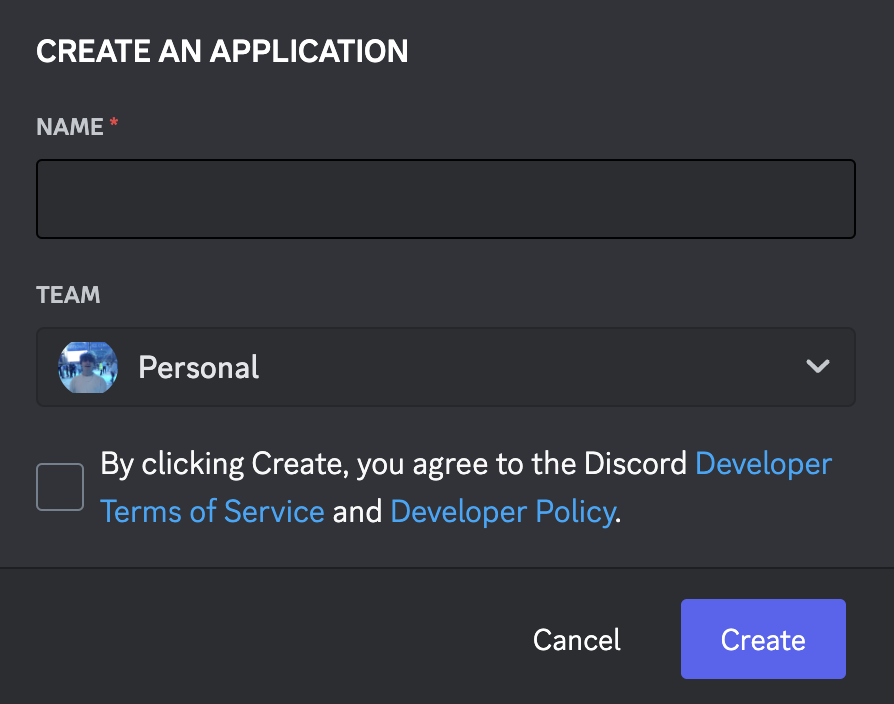 CREATE AN APPLICATION
NAME *
TEAM
Personal
By clicking Create, you agree to the Discord Developer
Terms of Service and Developer Policy.
Cancel
Create